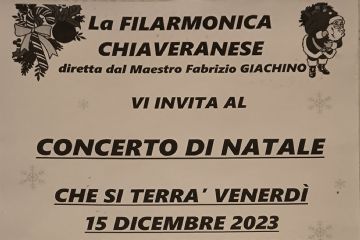 La FILARMONICA
CHIAVERANESE
diretta dal Maestro Fabrizio GIACHINO
VI INVITA AL
CONCERTO DI NATALE
CHE SI TERRA' VENERDÌ
15 DICEMBRE 2023